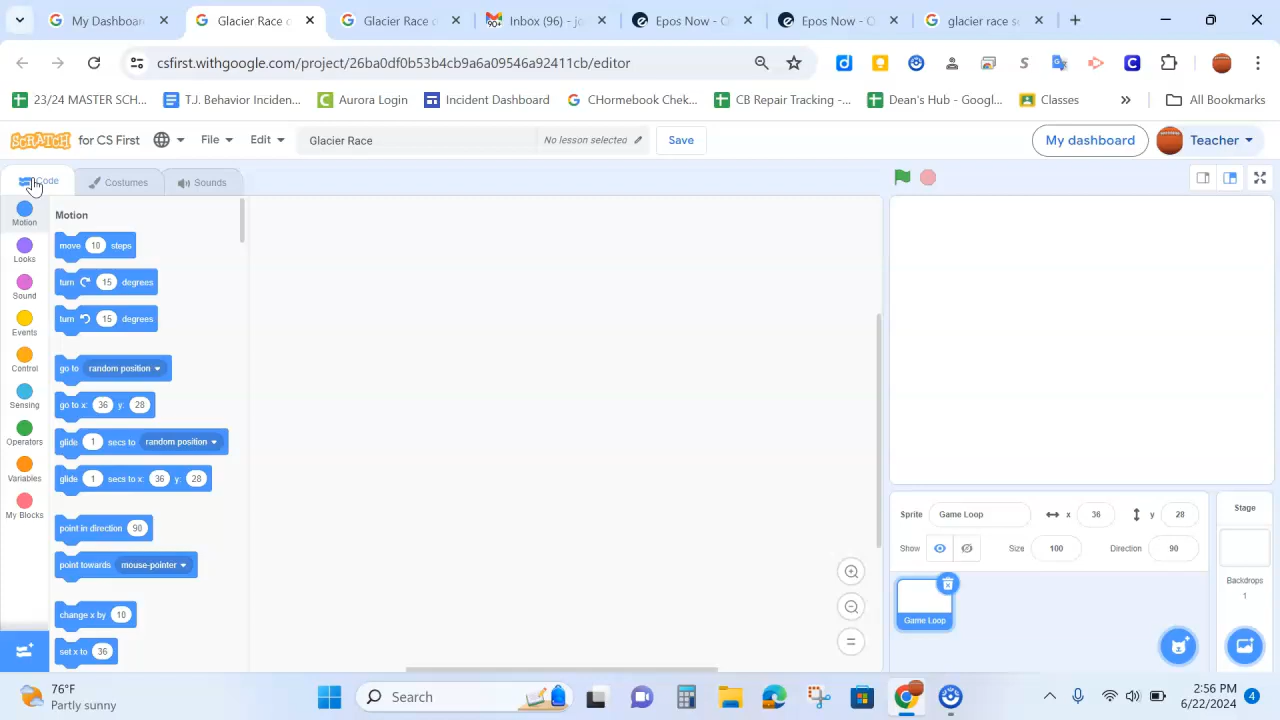 My Dashboard
Glacier Race o
Glacier Race o
Inbox (96) - jo
Epos Now - O
Epos Now - O
glacier race s
csfirst.withgoogle.com/project/26ba0df0b53b4cb5b6a09546a92411cb/editor
23/24 MASTER SCH...
T.J. Behavior Inciden...
Aurora Login
Incident Dashboard
CHormebook Chek...
CB Repair Tracking -...
Dean's Hub - Googl...
Classes
All Bookmarks
SCRATCH for CS First
File
Edit
Glacier Race
No lesson selected
Save
My dashboard
Teacher
Code
Costumes
Sounds
Motion
Looks
Sound
Events
Control
Sensing
Operators
Variables
My Blocks
Motion
move 10 steps
turn 15 degrees
turn 15 degrees
go to random position
go to x: 36 y: 28
glide 1 secs to random position
glide 1 secs to x: 36 y: 28
point in direction 90
point towards mouse-pointer
change x by 10
set x to 36
Sprite Game Loop x 36 y 28
Show Size 100 Direction 90
Game Loop
Stage
Backdrops
1
76°F
Partly sunny
Search
2:56 PM
6/22/2024
4